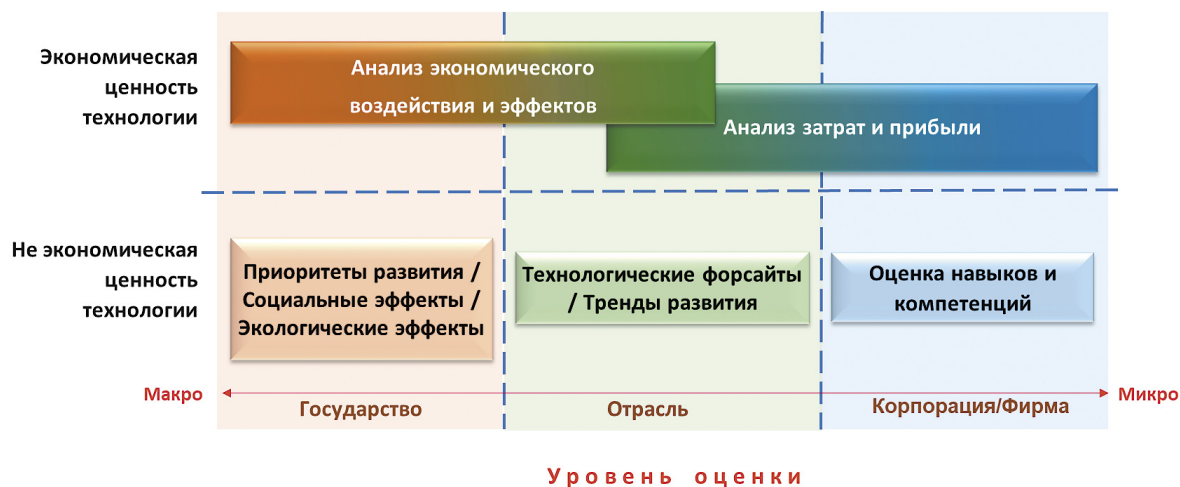 Экономическая
ценность
технологии
Анализ экономического
воздействия и эффектов
Анализ затрат и прибыли
Не экономическая
ценность
технологии
Приоритеты развития /
Социальные эффекты /
Экологические эффекты
Технологические форсайты
/ Тренды развития
Оценка навыков и
компетенций
Макро
Микро
Государство
Отрасль
Корпорация/Фирма
Уровень оценки